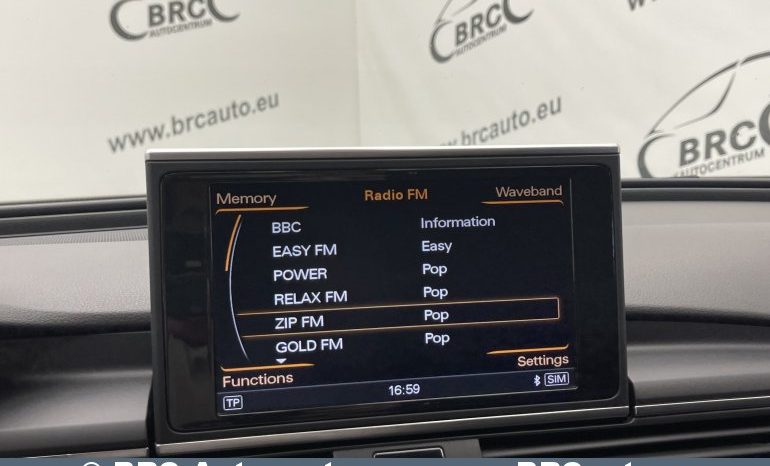 BRC
AUTOCENTRUM
BRC
AUTOCENTRUM
www.brcauto.eu
www.brcauto.eu
BRC
AUTOCENTRUM
Memory Radio FM Waveband
BBC Information
EASY FM Easy
POWER Pop
RELAX FM Pop
ZIP FM Pop
GOLD FM Pop
Functions Settings
TP 16:59 SIM